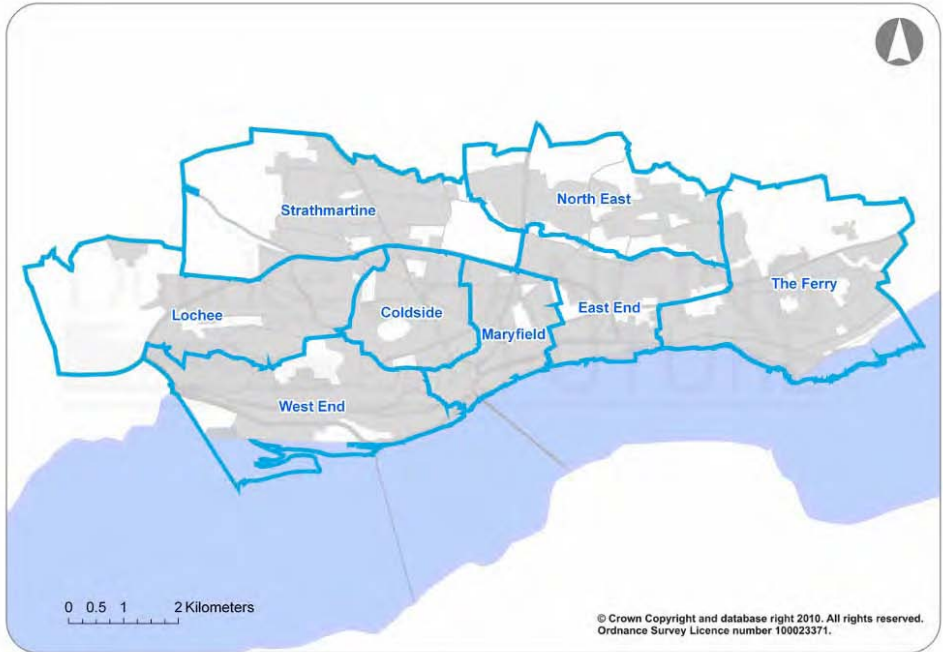 North East
Strathmartine
The Ferry
Lochee
Coldside
East End
Maryfield
West End
0 0.5 1 2 Kilometers
© Crown Copyright and database right 2010. All rights reserved.
Ordnance Survey Licence number 100023371.